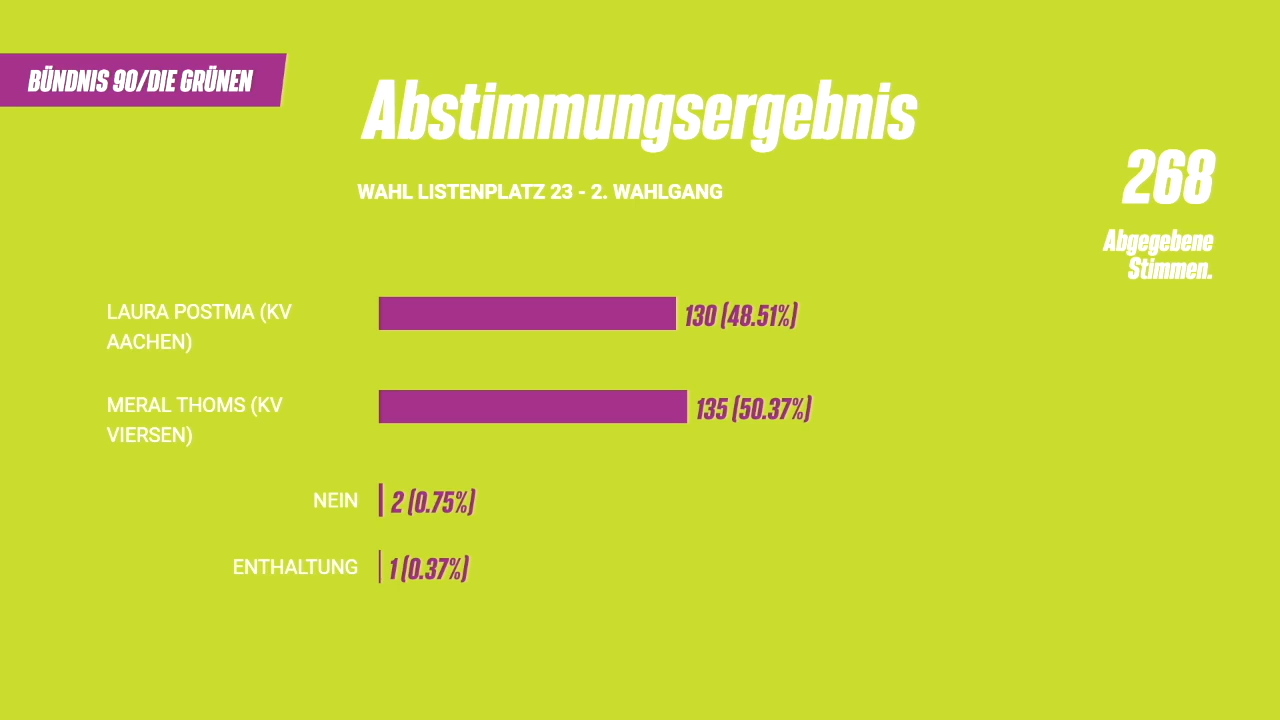 BÜNDNIS 90/DIE GRÜNEN
Abstimmungsergebnis
WAHL LISTENPLATZ 23 - 2. WAHLGANG
268
Abgegebene
Stimmen.
LAURA POSTMA (KV
AACHEN)
130 (48.51%)
MERAL THOMS (KV
VIERSEN)
135 (50.37%)
NEIN
2 (0.75%)
ENTHALTUNG
1 (0.37%)